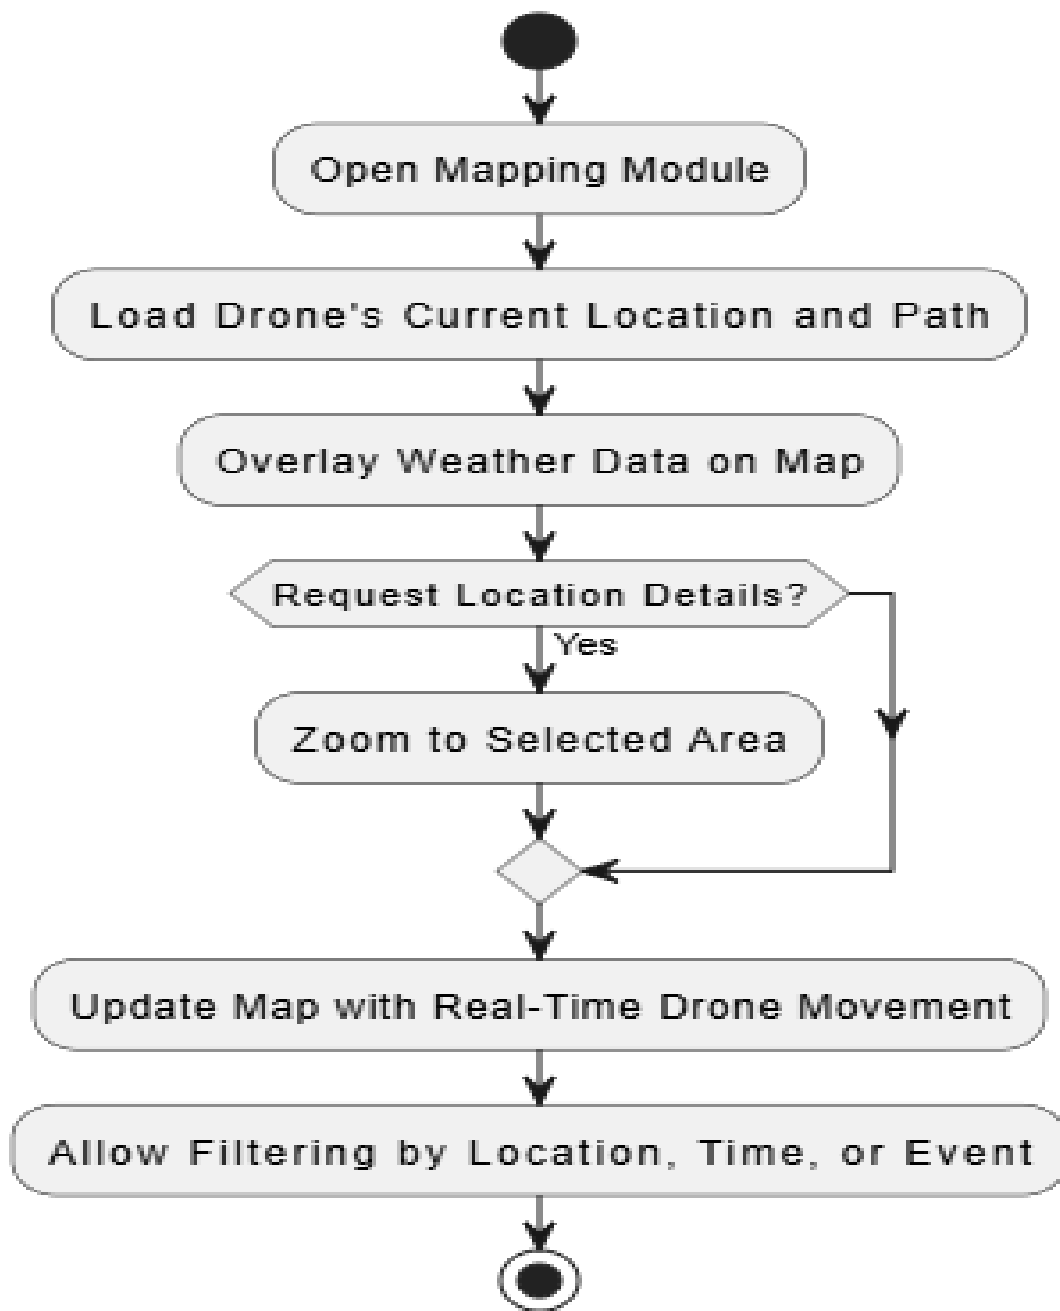 Open Mapping Module
Load Drone's Current Location and Path
Overlay Weather Data on Map
Request Location Details?
Yes
Zoom to Selected Area
Update Map with Real-Time Drone Movement
Allow Filtering by Location, Time, or Event